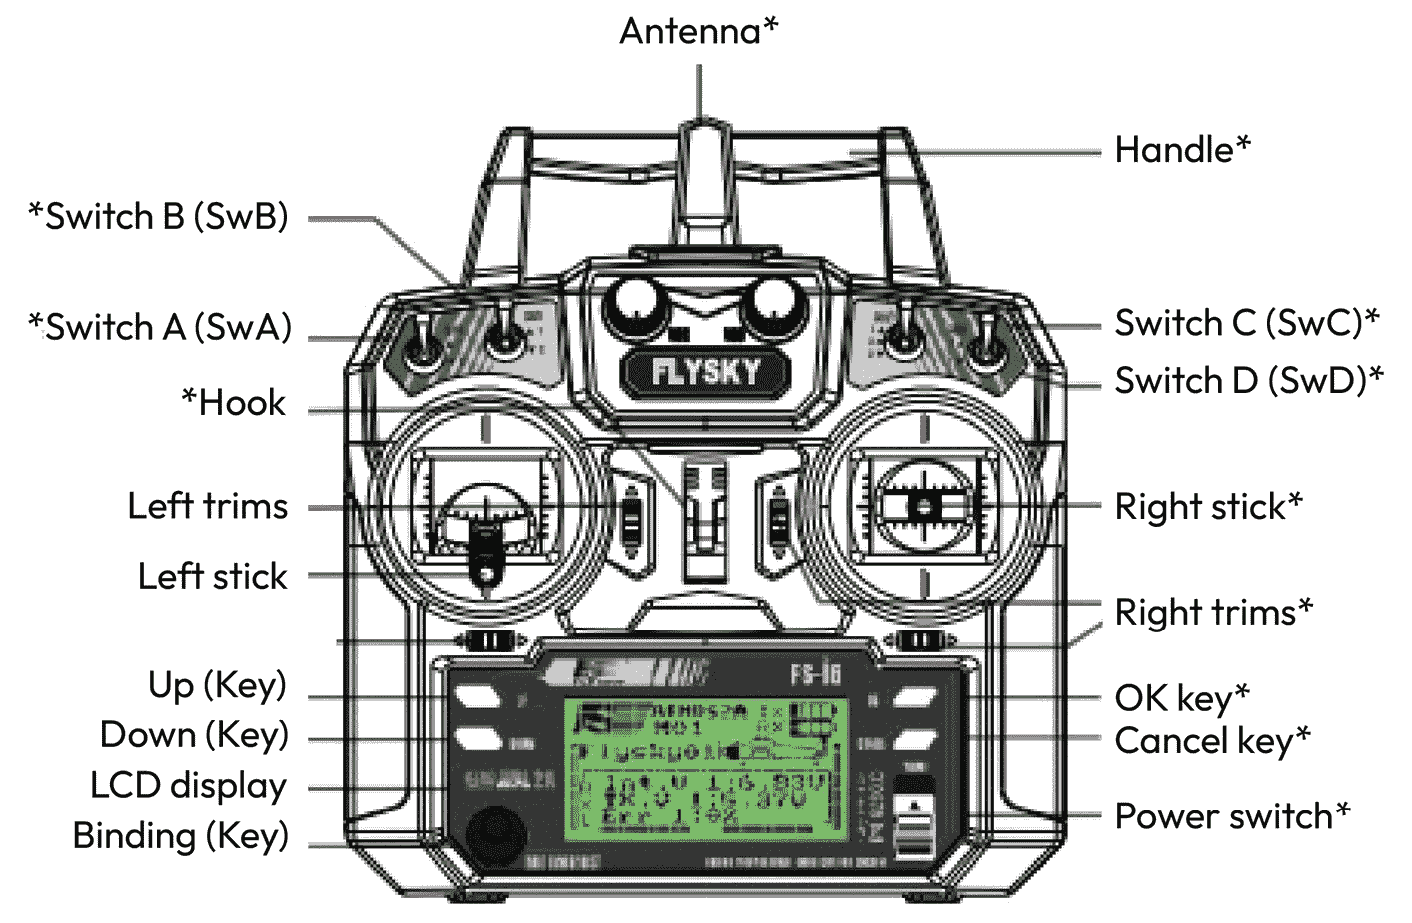 Antenna*
Handle*
*Switch B (SwB)
*Switch A (SwA)
Switch C (SwC)*
FLYSKY
Switch D (SwD)*
*Hook
Left trims
Right stick*
Left stick
Right trims*
FS-i6
Up (Key)
OK key*
Down (Key)
Cancel key*
LCD display
Power switch*
Binding (Key)